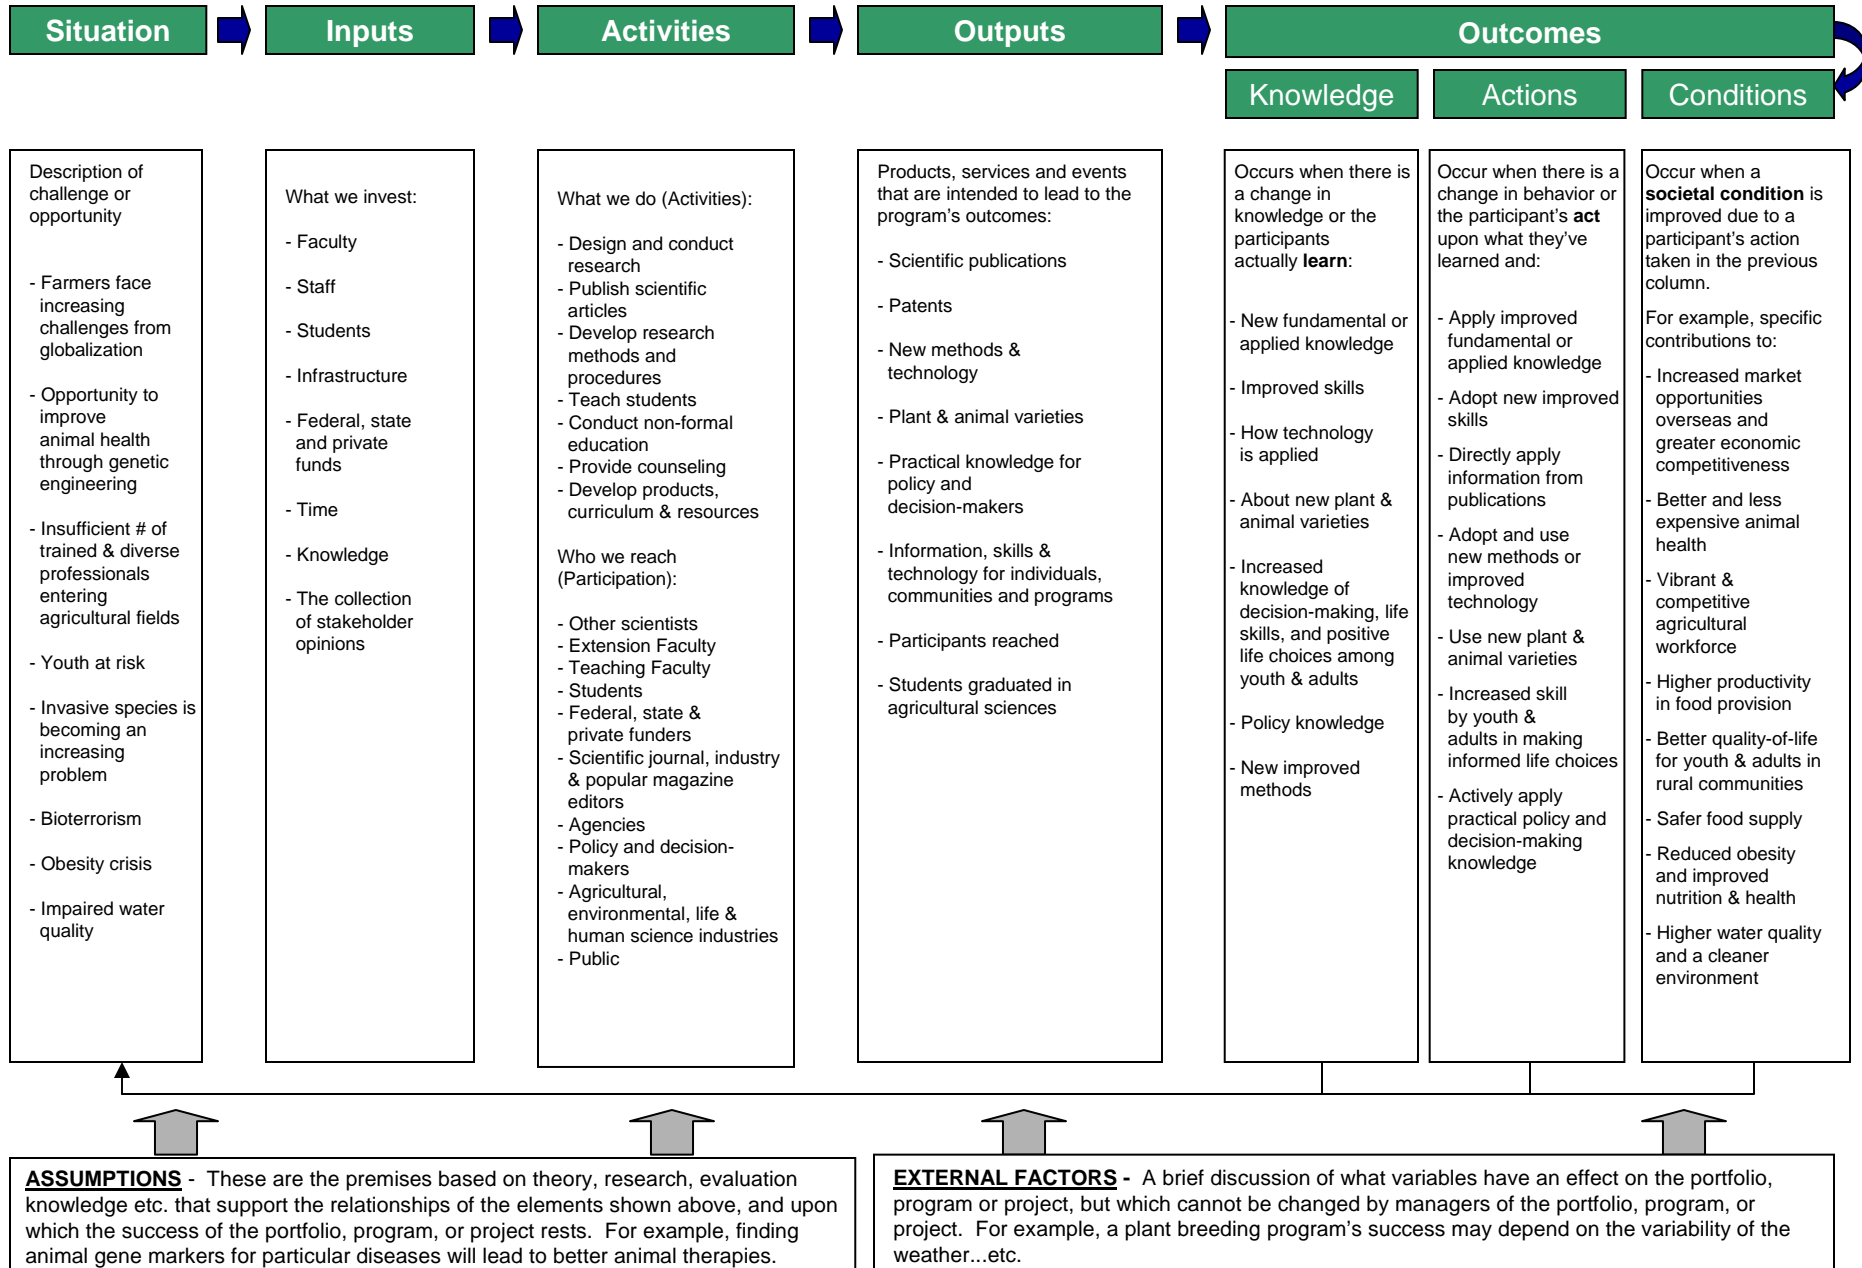 Situation
Inputs
Activities
Outputs
Outcomes
Knowledge
Actions
Conditions
Description of
challenge or
opportunity
- Farmers face
increasing
challenges from
globalization
- Opportunity to
improve
animal health
through genetic
engineering
- Insufficient # of
trained & diverse
professionals
entering
agricultural fields
- Youth at risk
- Invasive species is
becoming an
increasing
problem
- Bioterrorism
- Obesity crisis
- Impaired water
quality
What we invest:
- Faculty
- Staff
- Students
- Infrastructure
- Federal, state
and private
funds
- Time
- Knowledge
- The collection
of stakeholder
opinions
What we do (Activities):
- Design and conduct
research
- Publish scientific
articles
- Develop research
methods and
procedures
- Teach students
- Conduct non-formal
education
- Provide counseling
- Develop products,
curriculum & resources
Who we reach
(Participation):
- Other scientists
- Extension Faculty
- Teaching Faculty
- Students
- Federal, state &
private funders
- Scientific journal, industry
& popular magazine
editors
- Agencies
- Policy and decision-
makers
- Agricultural,
environmental, life &
human science industries
- Public
Products, services and events
that are intended to lead to the
program's outcomes:
- Scientific publications
- Patents
- New methods &
technology
- Plant & animal varieties
- Practical knowledge for
policy and
decision-makers
- Information, skills &
technology for individuals,
communities and programs
- Participants reached
- Students graduated in
agricultural sciences
Occurs when there is
a change in
knowledge or the
participants
actually learn:
- New fundamental or
applied knowledge
- Improved skills
- How technology
is applied
- About new plant &
animal varieties
- Increased
knowledge of
decision-making, life
skills, and positive
life choices among
youth & adults
- Policy knowledge
- New improved
methods
Occur when there is a
change in behavior or
the participant's act
upon what they've
learned and:
- Apply improved
fundamental or
applied knowledge
- Adopt new improved
skills
- Directly apply
information from
publications
- Adopt and use
new methods or
improved
technology
- Use new plant &
animal varieties
- Increased skill
by youth &
adults in making
informed life choices
- Actively apply
practical policy and
decision-making
knowledge
Occur when a
societal condition is
improved due to a
participant's action
taken in the previous
column.
For example, specific
contributions to:
- Increased market
opportunities
overseas and
greater economic
competitiveness
- Better and less
expensive animal
health
- Vibrant &
competitive
agricultural
workforce
- Higher productivity
in food provision
- Better quality-of-life
for youth & adults in
rural communities
- Safer food supply
- Reduced obesity
and improved
nutrition & health
- Higher water quality
and a cleaner
environment
ASSUMPTIONS - These are the premises based on theory, research, evaluation
knowledge etc. that support the relationships of the elements shown above, and upon
which the success of the portfolio, program, or project rests. For example, finding
animal gene markers for particular diseases will lead to better animal therapies.
EXTERNAL FACTORS - A brief discussion of what variables have an effect on the portfolio,
program or project, but which cannot be changed by managers of the portfolio, program, or
project. For example, a plant breeding program's success may depend on the variability of the
weather...etc.